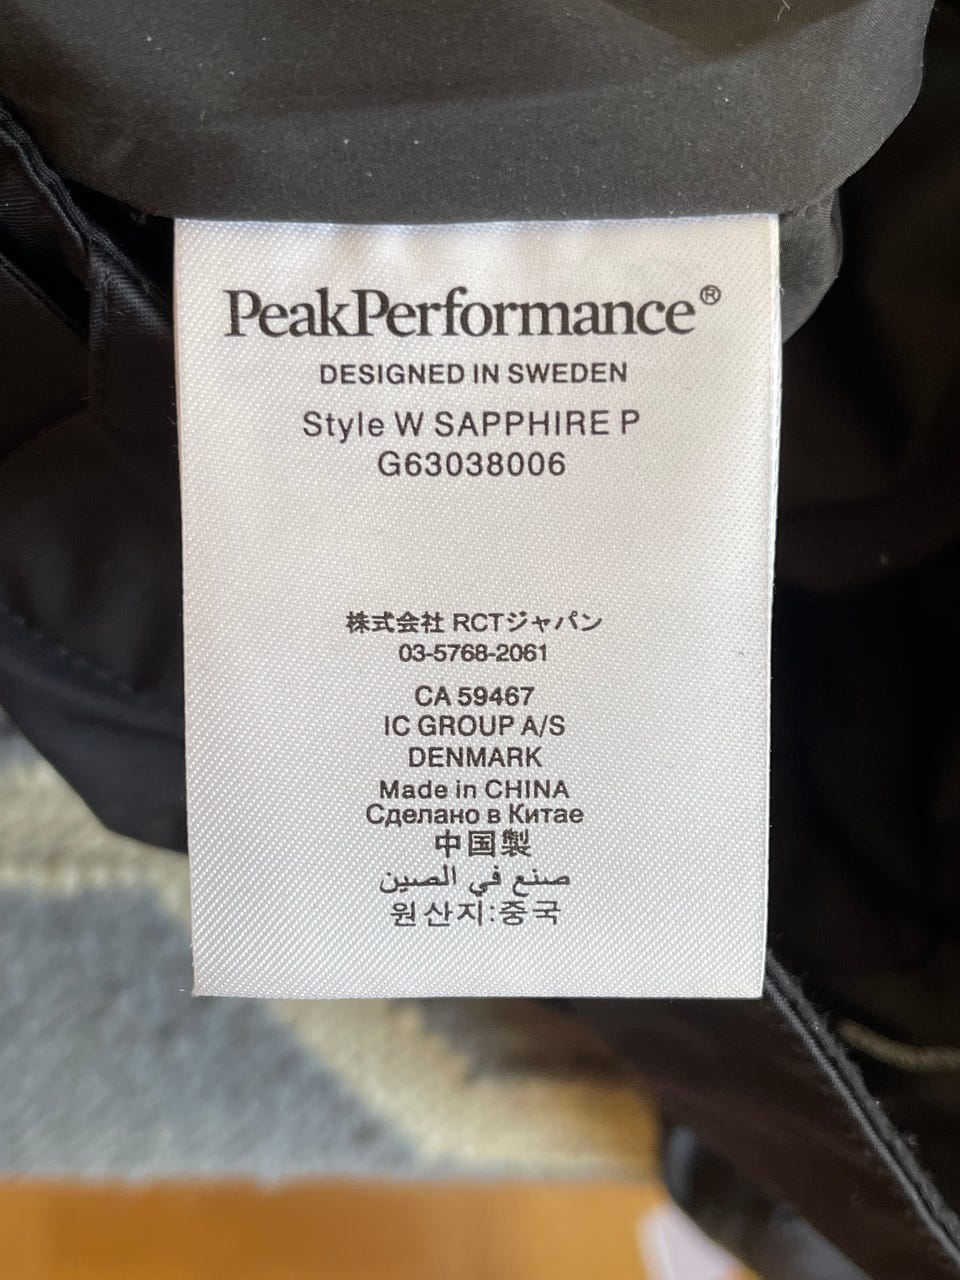 PeakPerformance®
DESIGNED IN SWEDEN
Style W SAPPHIRE P
G63038006
株式会社 RCTジャパン
03-5768-2061
CA 59467
IC GROUP A/S
DENMARK
Made in CHINA
Сделано в Китае
中国製
صنع في الصين
원산지:중국